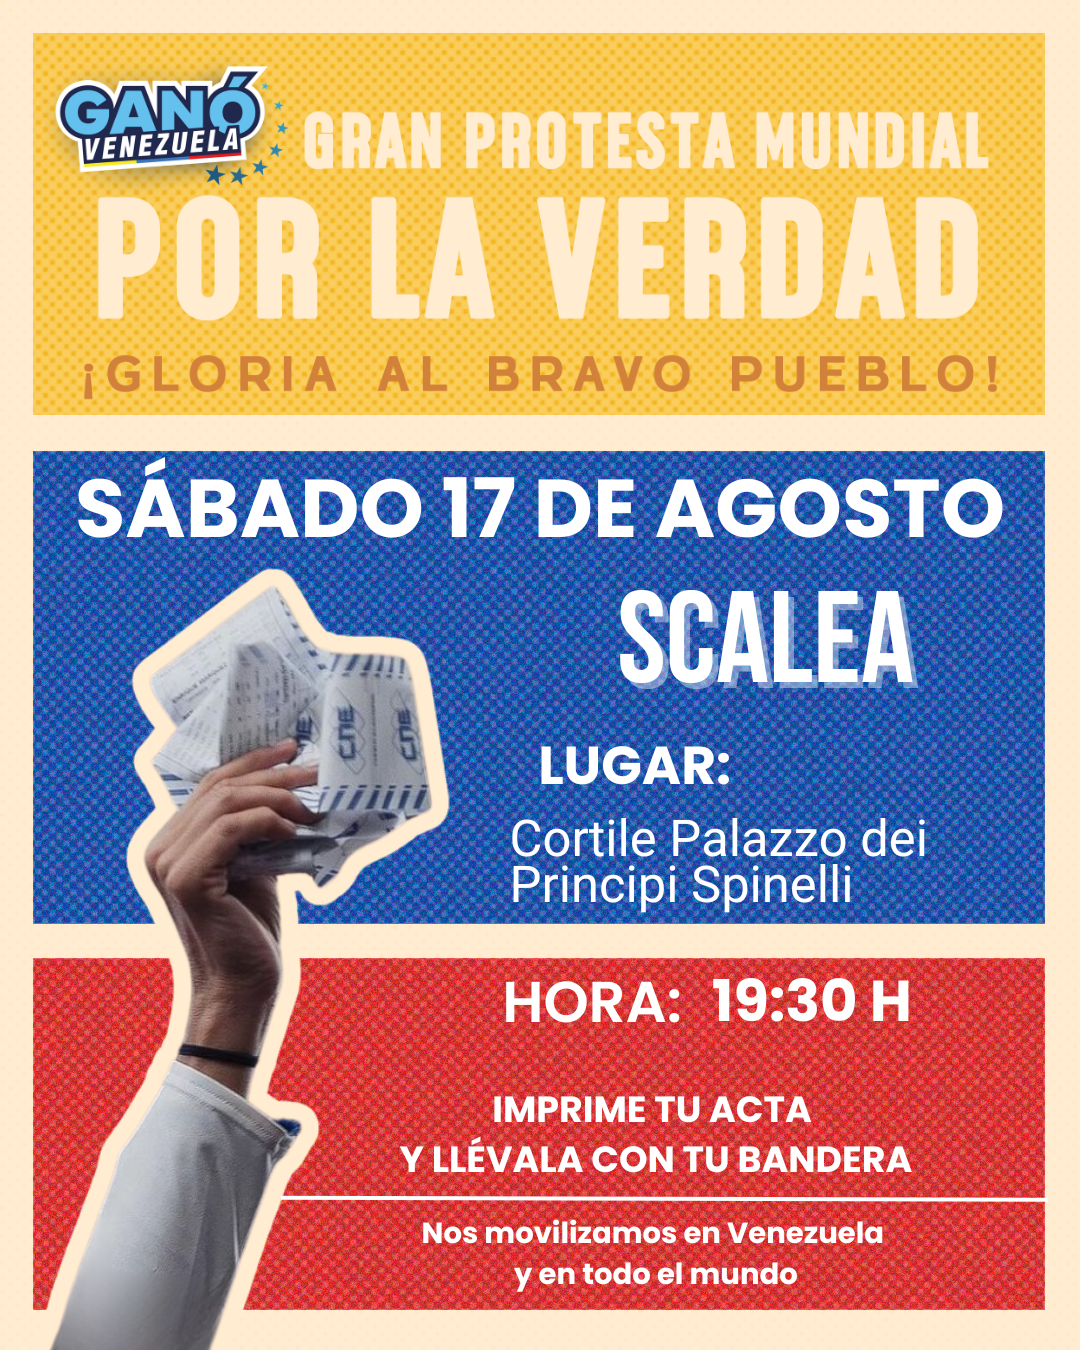 GANÓ
VENEZUELA
GRAN PROTESTA MUNDIAL
POR LA VERDAD
¡GLORIA AL BRAVO PUEBLO!
SÁBADO 17 DE AGOSTO
SCALEA
CNE
CNE
LUGAR:
Cortile Palazzo dei
Principi Spinelli
HORA: 19:30 H
IMPRIME TU ACTA
Y LLÉVALA CON TU BANDERA
Nos movilizamos en Venezuela
y en todo el mundo